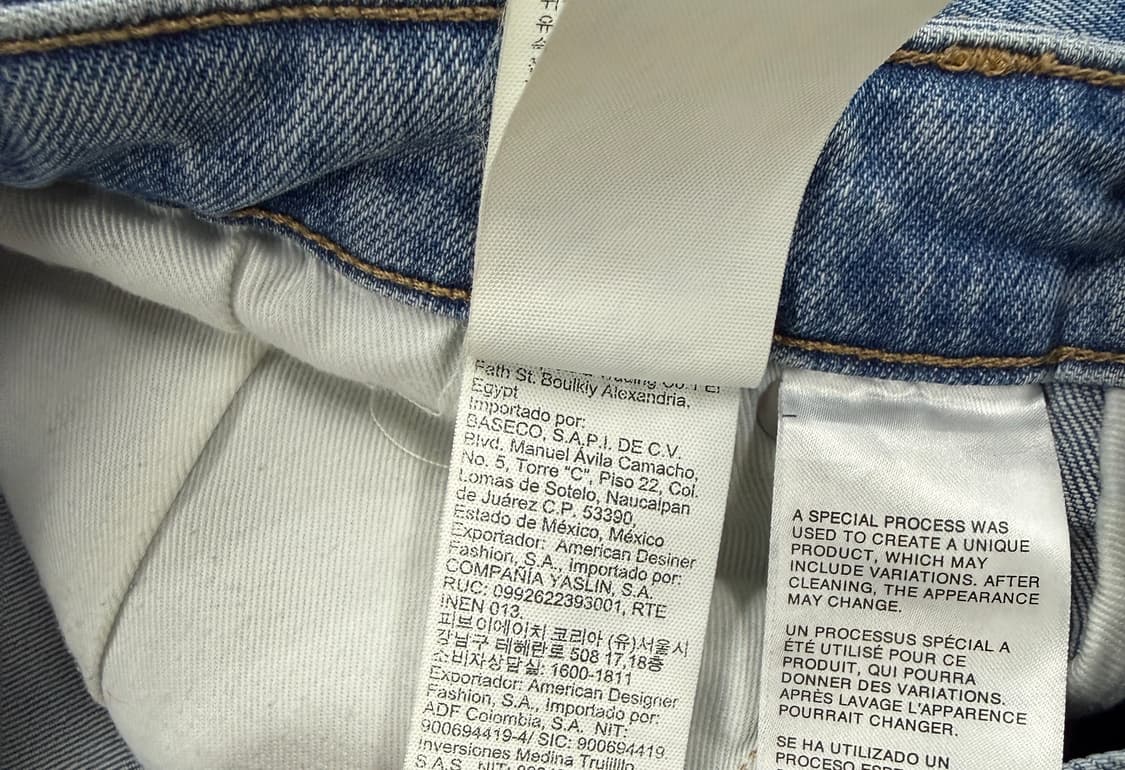 Fath St. Boulkly Alexandria,
Egypt
Importado por:
BASECO, S.A.P.I. DE C.V.
Blvd. Manuel Ávila Camacho,
No. 5, Torre "C", Piso 22, Col.
Lomas de Sotelo, Naucalpan
de Juárez C.P. 53390,
Estado de México, México
Exportador: American Desiner
Fashion, S.A., Importado por:
COMPAÑÍA YASLIN, S.A.
RUC: 0992622393001, RTE
INEN 013.
피브이에이치 코리아 (유)서울시
강남구 테헤란로 508 17,18층
소비자상담실: 1600-1811
Exportador: American Designer
Fashion, S.A., Importado por:
ADF Colombia, S.A. NIT:
900694419-4/ SIC: 900694419
Inversiones Medina Trujillo
S.A.S. NIT:
A SPECIAL PROCESS WAS
USED TO CREATE A UNIQUE
PRODUCT, WHICH MAY
INCLUDE VARIATIONS. AFTER
CLEANING, THE APPEARANCE
MAY CHANGE.
UN PROCESSUS SPÉCIAL A
ÉTÉ UTILISÉ POUR CE
PRODUIT, QUI POURRA
DONNER DES VARIATIONS.
APRÈS LAVAGE L'APPARENCE
POURRAIT CHANGER.
SE HA UTILIZADO UN
PROCESO